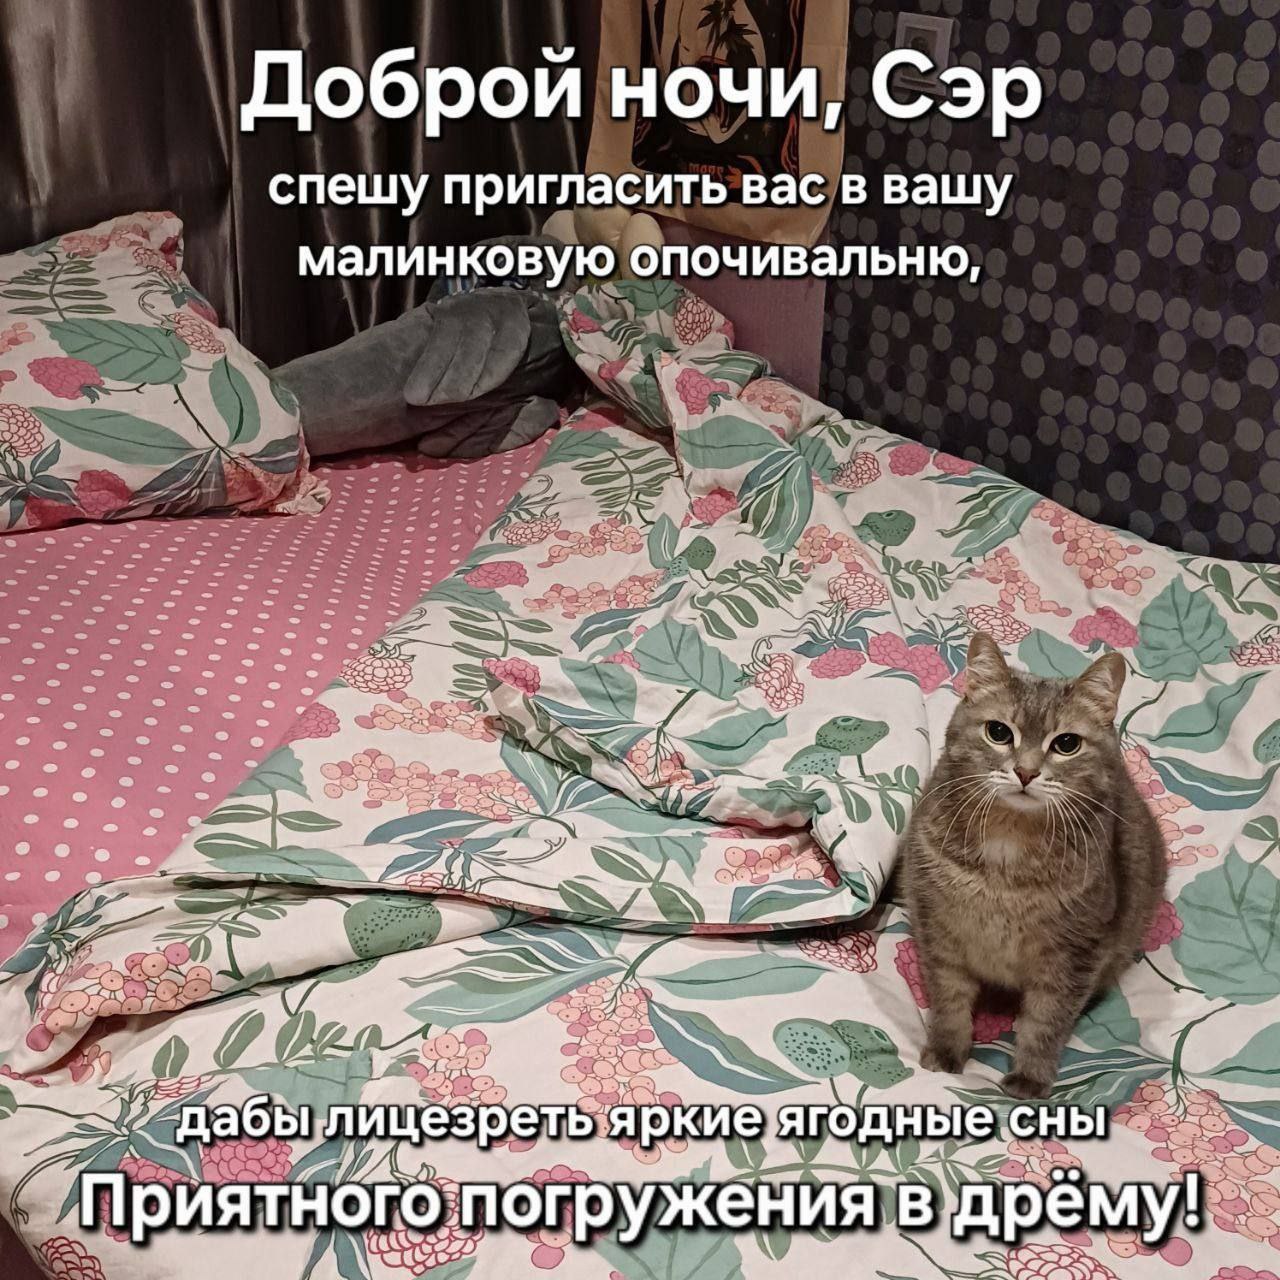 Доброй ночи, Сэр
спешу пригласить вас в вашу
малинковую опочивальню,
дабы лицезреть яркие ягодные сны
Приятного погружения в дрёму!